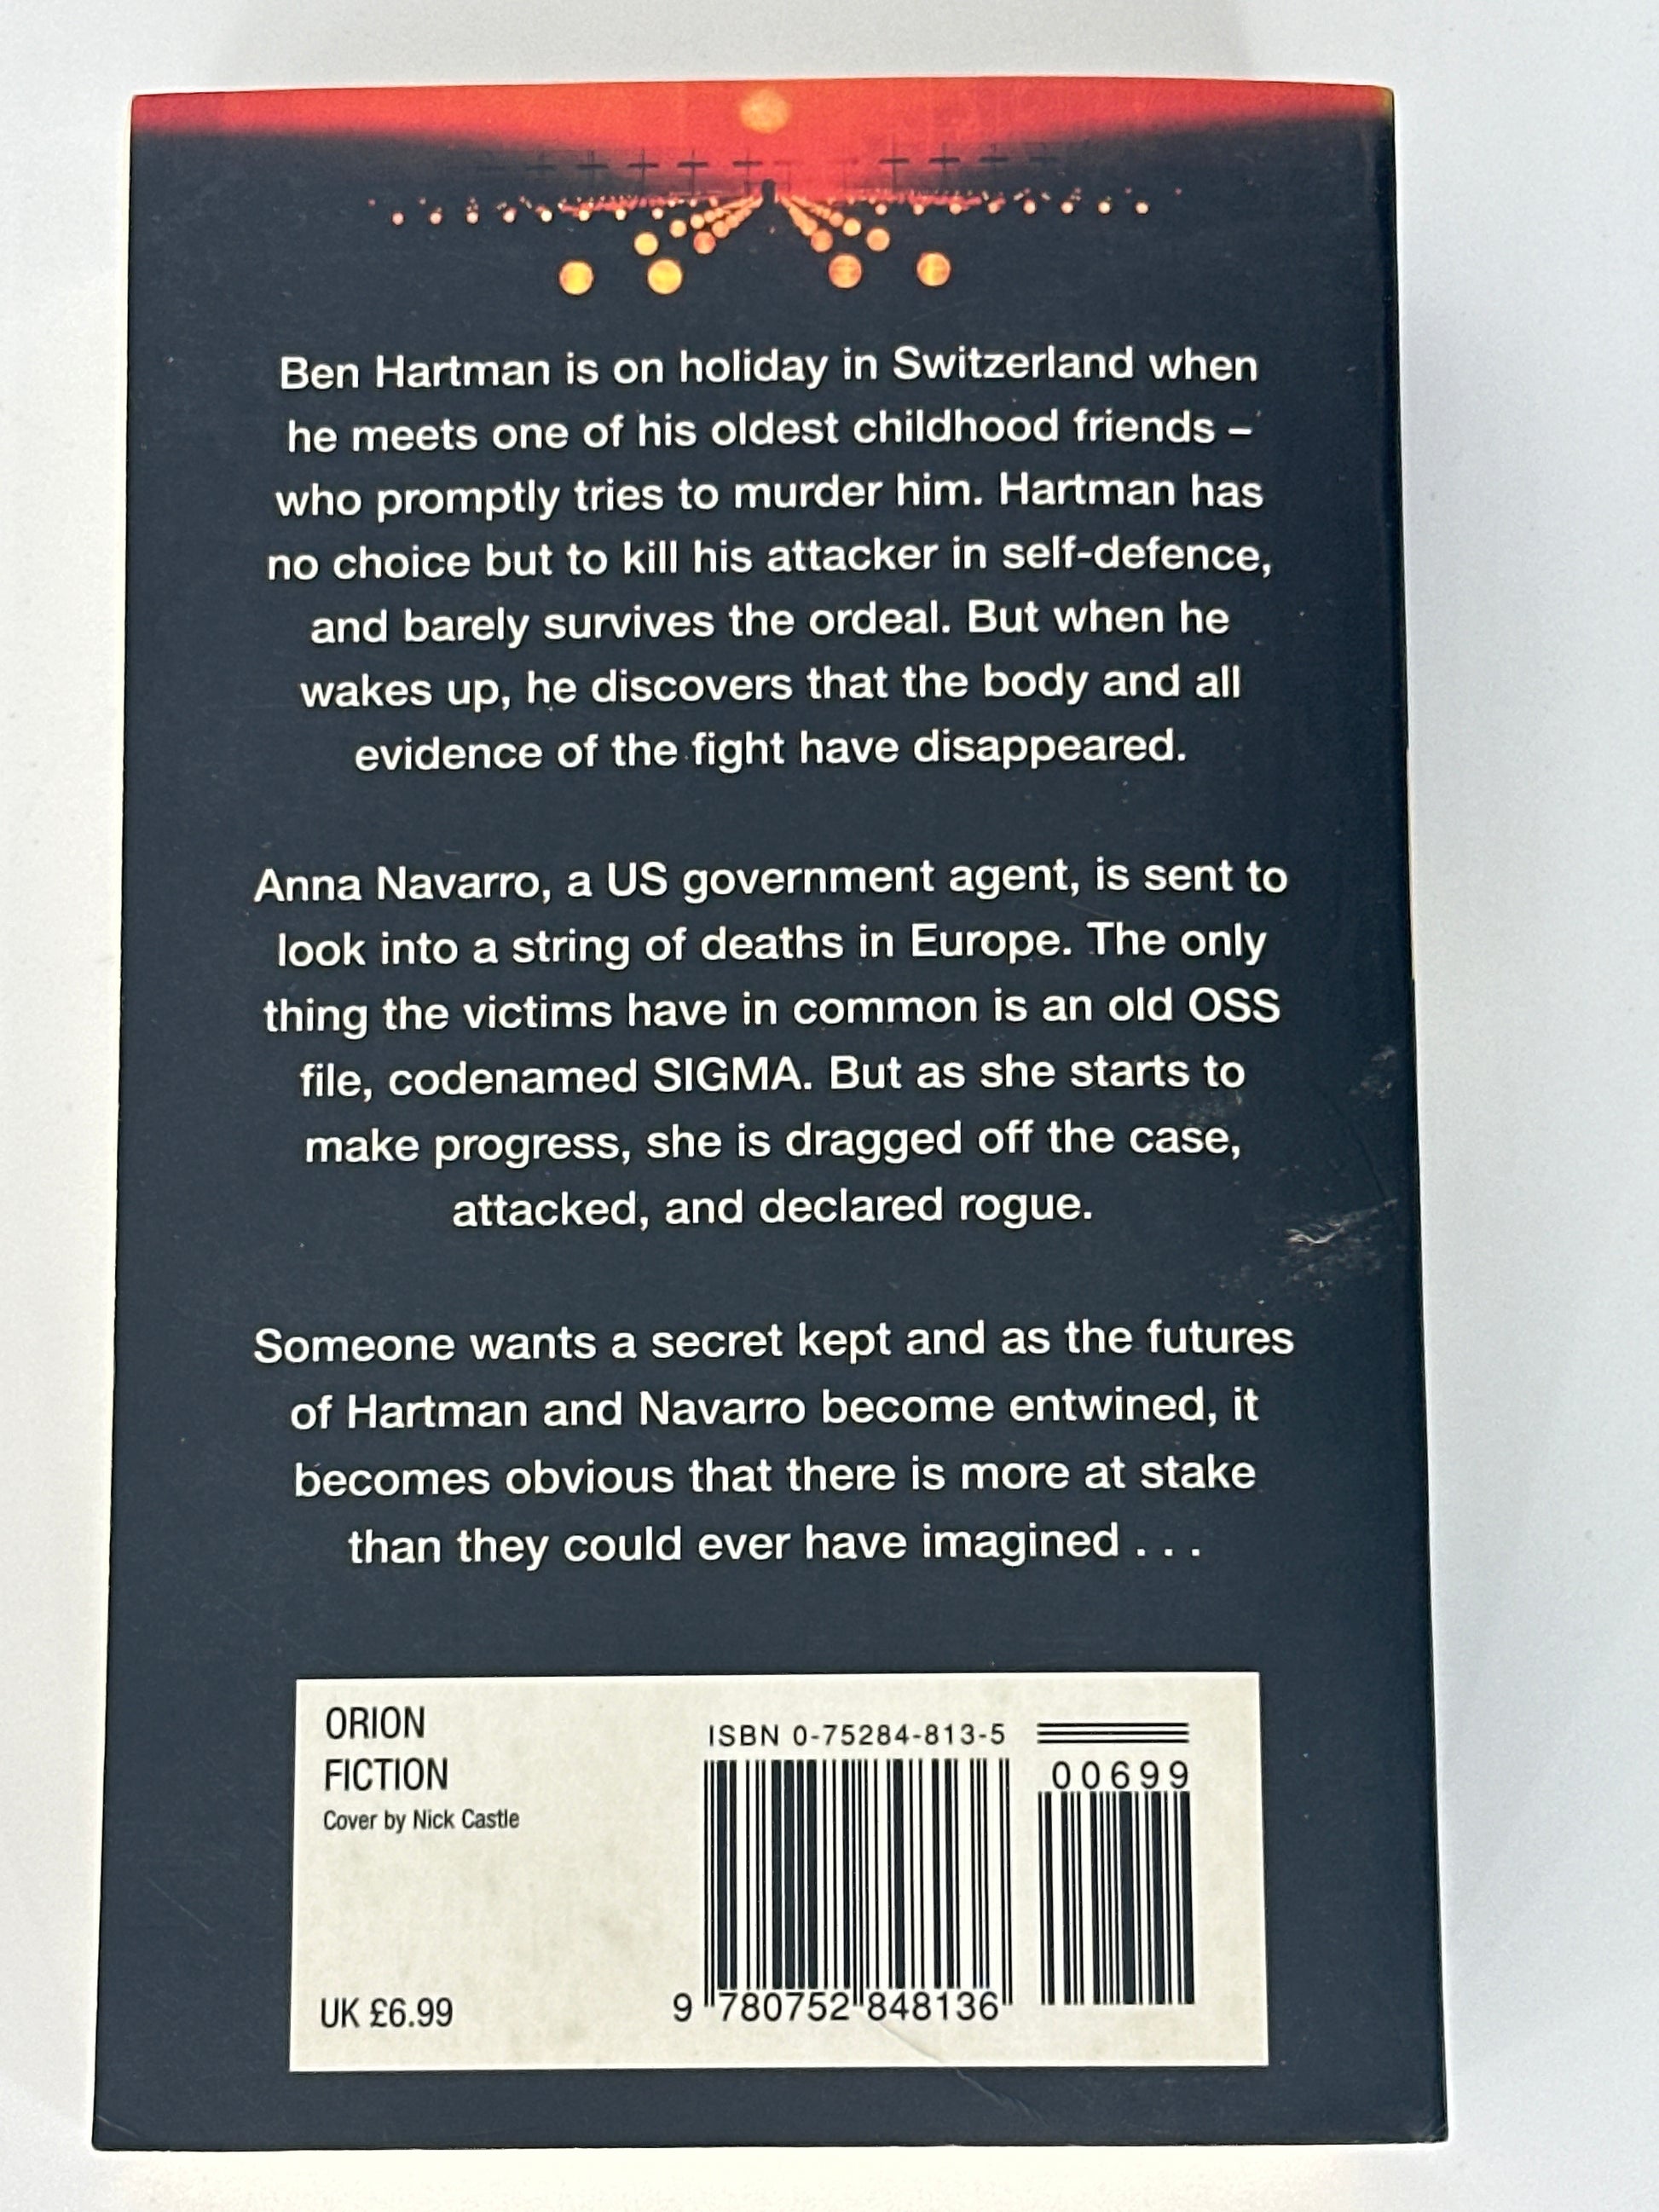 Ben Hartman is on holiday in Switzerland when
he meets one of his oldest childhood friends –
who promptly tries to murder him. Hartman has
no choice but to kill his attacker in self-defence,
and barely survives the ordeal. But when he
wakes up, he discovers that the body and all
evidence of the fight have disappeared.
Anna Navarro, a US government agent, is sent to
look into a string of deaths in Europe. The only
thing the victims have in common is an old OSS
file, codenamed SIGMA. But as she starts to
make progress, she is dragged off the case,
attacked, and declared rogue.
Someone wants a secret kept and as the futures
of Hartman and Navarro become entwined, it
becomes obvious that there is more at stake
than they could ever have imagined . . .
ORION
FICTION
Cover by Nick Castle
UK £6.99
ISBN 0-75284-813-5
00699
9 780752 848136